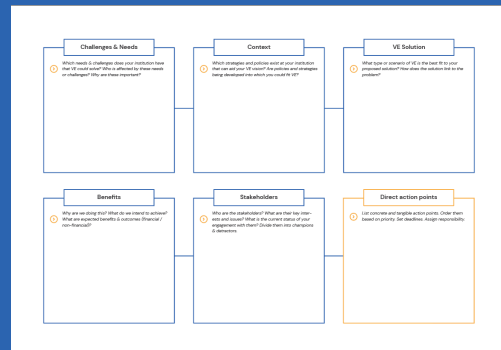 Challenges & Needs
Which needs & challenges does your institution have
that VE could solve? Who is affected by these needs
or challenges? Why are these important?
Context
Which strategies and policies exist at your institution
that can aid your VE vision? Are policies and strategies
being developed into which you could fit VE?
VE Solution
What type or scenario of VE is the best fit to your
proposed solution? How does the solution link to the
problem?
Benefits
Why are we doing this? What do we intend to achieve?
What are expected benefits & outcomes (financial /
non-financial)?
Stakeholders
Who are the stakeholders? What are their key inter-
ests and issues? What is the current status of your
engagement with them? Divide them into champions
& detractors.
Direct action points
List concrete and tangible action points. Order them
based on priority. Set deadlines. Assign responsibility.